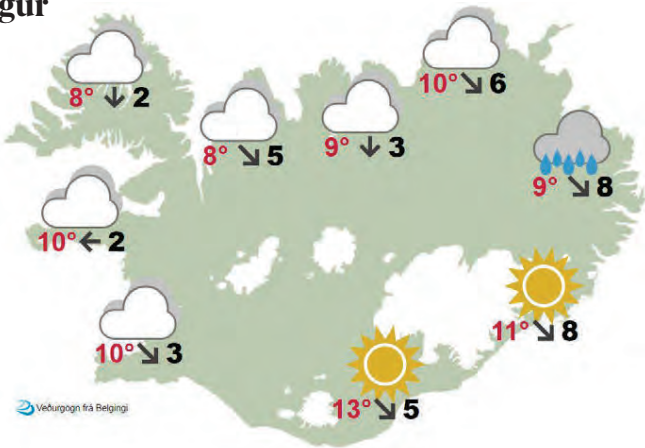 gur
10° ↘ 6
8° ↓ 2
8° ↘ 5
9° ↓ 3
9° ↘ 8
10° ← 2
11° ↘ 8
10° ↘ 3
13° ↘ 5
Veðurgögn frá Belgingi